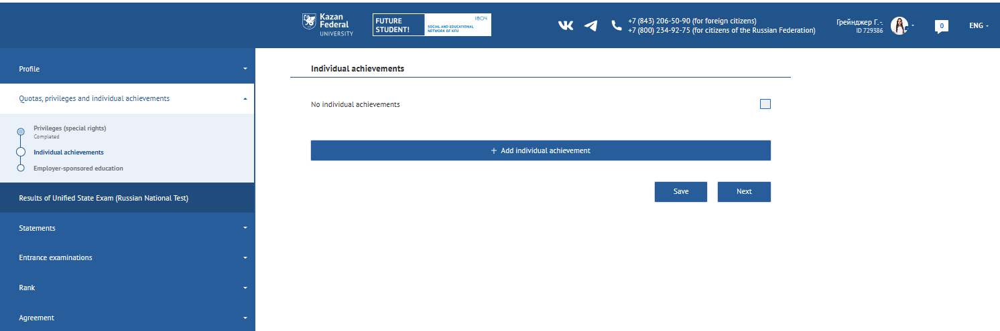 Kazan
Federal
UNIVERSITY
FUTURE
STUDENT!
1804
SOCIAL AND EDUCATIONAL
NETWORK OF KFU
+7 (843) 206-50-90 (for foreign citizens)
+7 (800) 234-92-75 (for citizens of the Russian Federation)
Грейнджер Г. -.
ID 729386
0
ENG
Profile
Quotas, privileges and individual achievements
Privileges (special rights)
Completed
Individual achievements
Employer-sponsored education
Results of Unified State Exam (Russian National Test)
Statements
Entrance examinations
Rank
Agreement
Individual achievements
No individual achievements
+ Add individual achievement
Save
Next